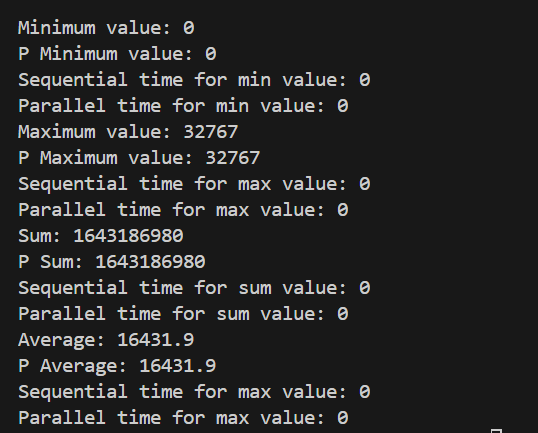 Minimum value: 0
P Minimum value: 0
Sequential time for min value: 0
Parallel time for min value: 0
Maximum value: 32767
P Maximum value: 32767
Sequential time for max value: 0
Parallel time for max value: 0
Sum: 1643186980
P Sum: 1643186980
Sequential time for sum value: 0
Parallel time for sum value: 0
Average: 16431.9
P Average: 16431.9
Sequential time for max value: 0
Parallel time for max value: 0